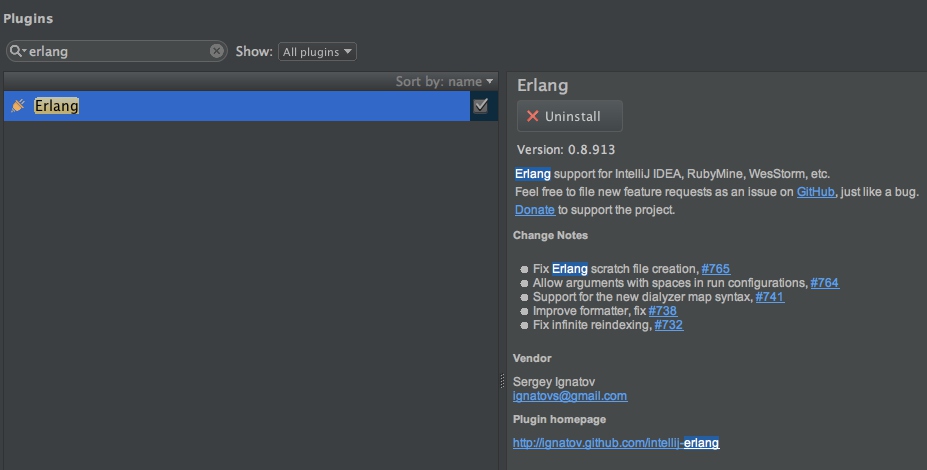 Plugins
erlang
Show: All plugins
Sort by: name
Erlang
Erlang
Uninstall
Version: 0.8.913
Erlang support for IntelliJ IDEA, RubyMine, WesStorm, etc.
Feel free to file new feature requests as an issue on GitHub, just like a bug.
Donate to support the project.
Change Notes
Fix Erlang scratch file creation, #765
Allow arguments with spaces in run configurations, #764
Support for the new dialyzer map syntax, #741
Improve formatter, fix #738
Fix infinite reindexing, #732
Vendor
Sergey Ignatov
ignatovs@gmail.com
Plugin homepage
http://ignatov.github.com/intellij-erlang